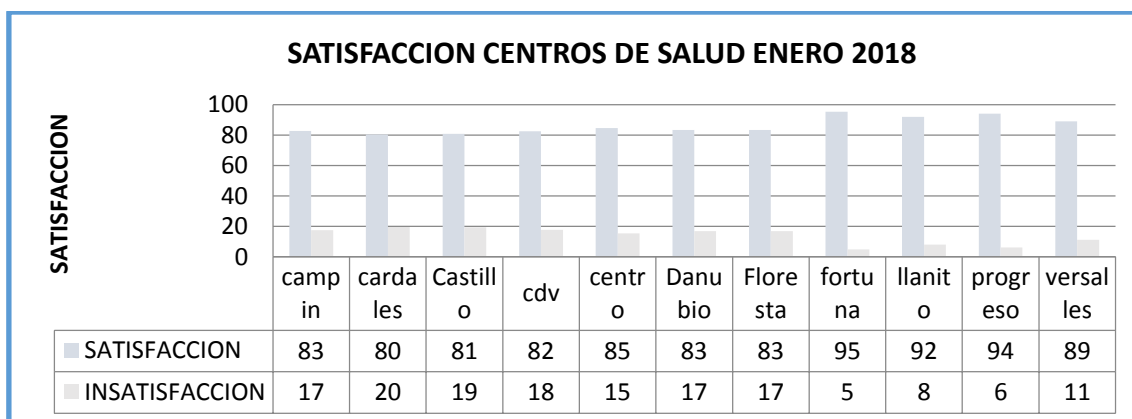 SATISFACCION CENTROS DE SALUD ENERO 2018
SATISFACCION
100
80
60
40
20
0
camp
in
carda
les
Castill
o
cdv
centr
o
Danu
bio
Flore
sta
fortu
na
llanit
o
progr
eso
versal
les
SATISFACCION 83 80 81 82 85 83 83 95 92 94 89
INSATISFACCION 17 20 19 18 15 17 17 5 8 6 11